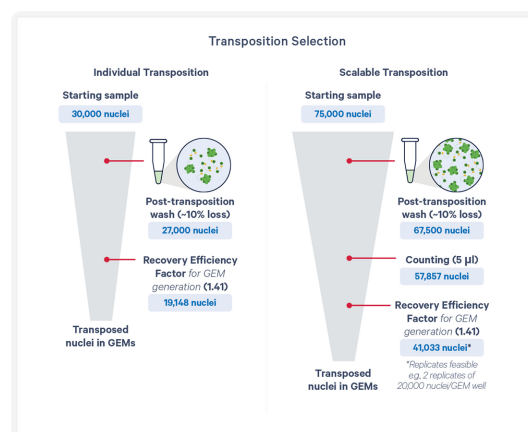 Transposition Selection
Individual Transposition
Starting sample
30,000 nuclei
Post-transposition
wash (~10% loss)
27,000 nuclei
Recovery Efficiency
Factor for GEM
generation (1.41)
19,148 nuclei
Transposed
nuclei in GEMs
Scalable Transposition
Starting sample
75,000 nuclei
Post-transposition
wash (~10% loss)
67,500 nuclei
Counting (5 µl)
57,857 nuclei
Recovery Efficiency
Factor for GEM
generation (1.41)
41,033 nuclei*
*Replicates feasible
e.g, 2 replicates of
20,000 nuclei/GEM well
Transposed
nuclei in GEMs